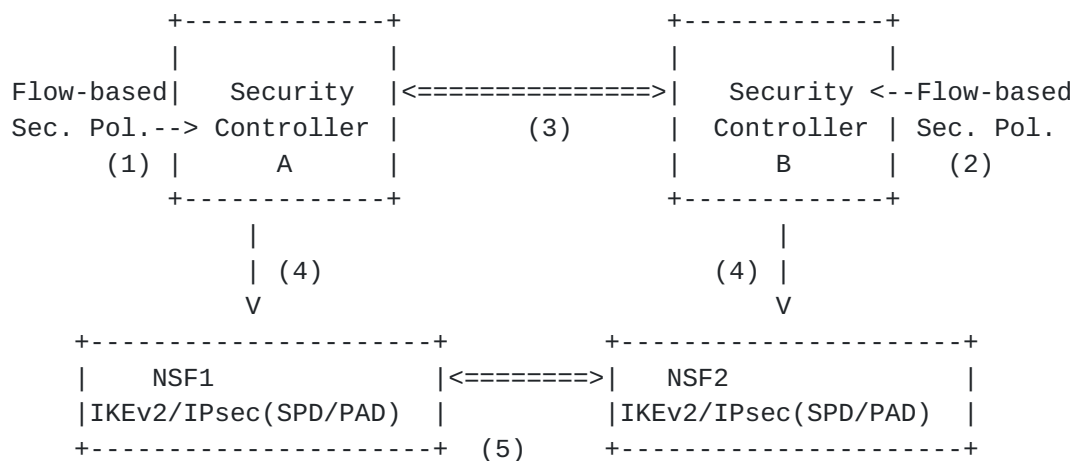 +-------------+ +-------------+
| | | |
Flow-based| Security |<===============>| Security <--Flow-based
Sec. Pol.--> Controller | (3) | Controller | Sec. Pol.
(1) | A | | B | (2)
+-------------+ +-------------+
| |
| (4) (4) |
V V
+----------------------+ +----------------------+
| NSF1 |<========>| NSF2 |
|IKEv2/IPsec(SPD/PAD) | |IKEv2/IPsec(SPD/PAD) |
+----------------------+ (5) +----------------------+